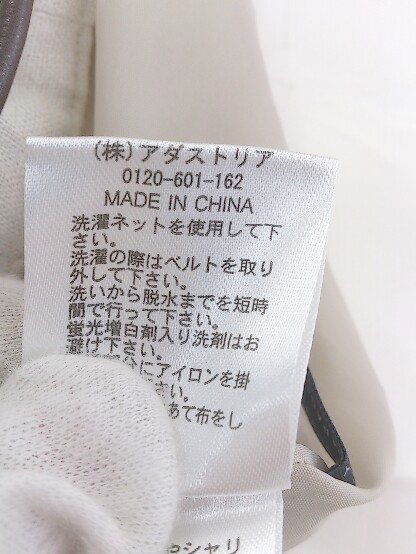 (株)アダストリア
0120-601-162
MADE IN CHINA
洗濯ネットを使用して下
さい。
洗濯の際はベルトを取り
外して下さい。
洗いから脱水までを短時
間で行って下さい。
蛍光増白剤入り洗剤はお
避け下さい。
にアイロンを掛
い。
あて布をし
シャリ